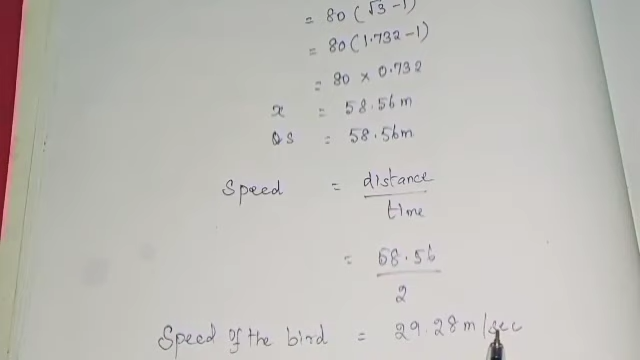 = 80 (√3 - 1)
= 80 (1.732 - 1)
= 80 × 0.732
x = 58.56 m
QS = 58.56m
Speed = distance / time
= 58.56 / 2
Speed of the bird = 29.28 m/sec